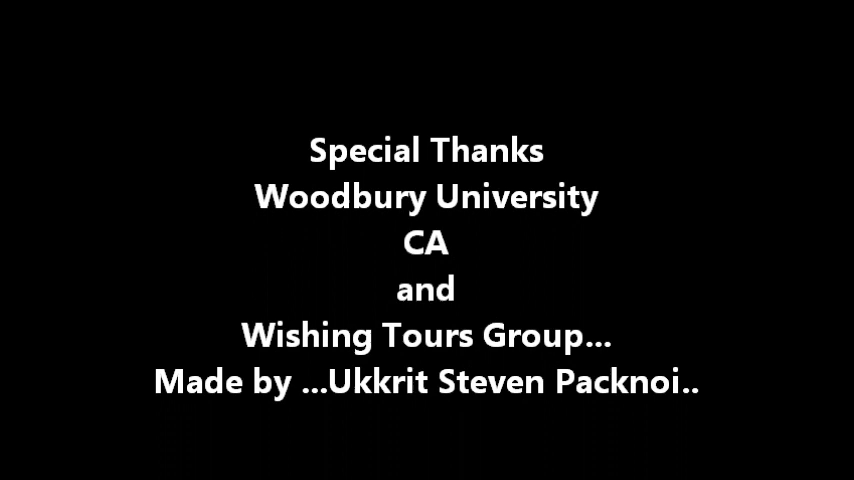 Special Thanks
Woodbury University
CA
and
Wishing Tours Group...
Made by ...Ukkrit Steven Packnoi..